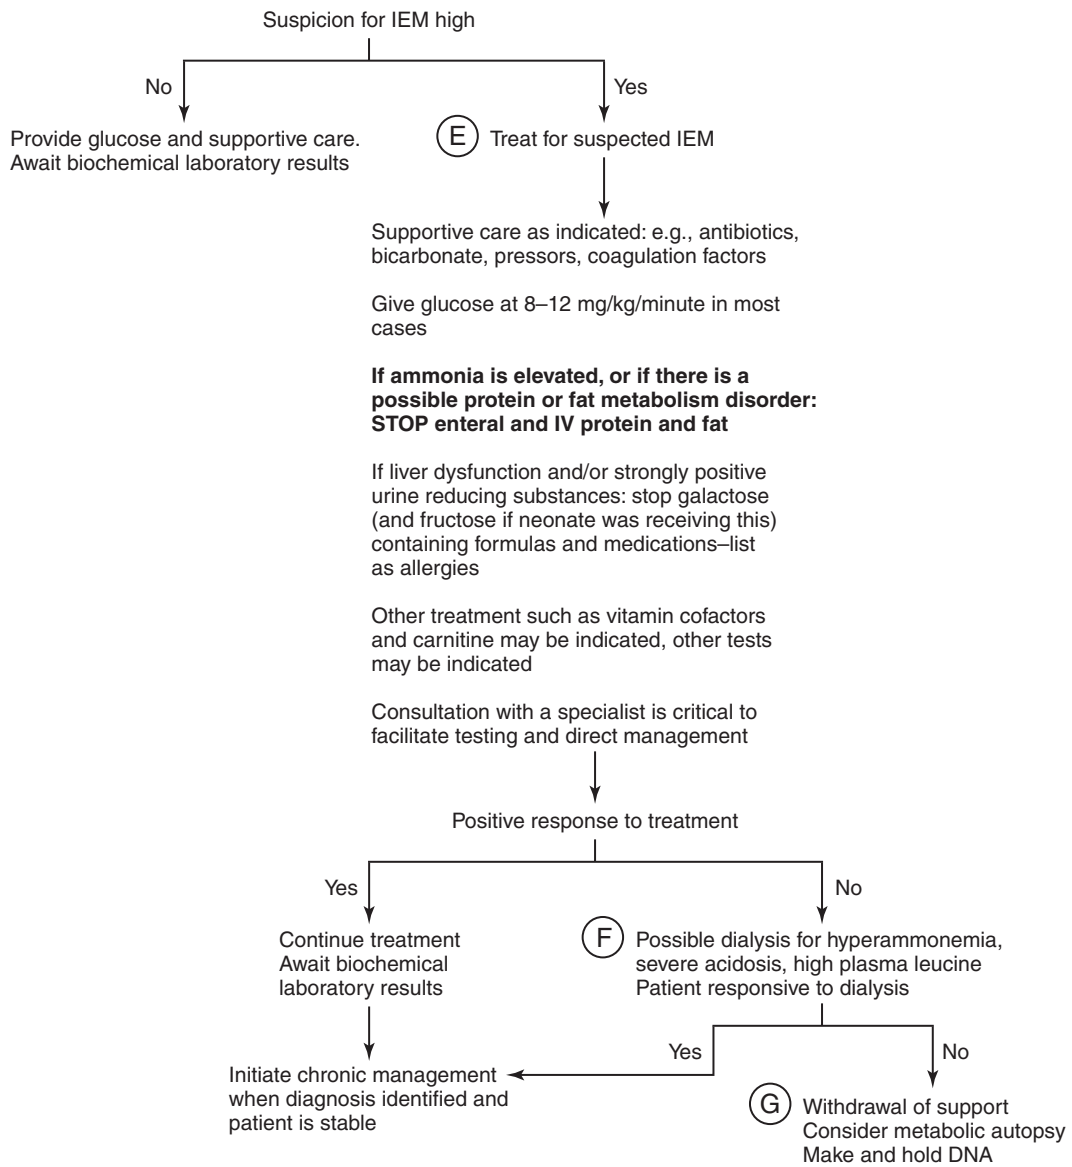 Suspicion for IEM high
No
Yes
Provide glucose and supportive care.
Await biochemical laboratory results
E
Treat for suspected IEM
Supportive care as indicated: e.g., antibiotics,
bicarbonate, pressors, coagulation factors
Give glucose at 8–12 mg/kg/minute in most
cases
If ammonia is elevated, or if there is a
possible protein or fat metabolism disorder:
STOP enteral and IV protein and fat
If liver dysfunction and/or strongly positive
urine reducing substances: stop galactose
(and fructose if neonate was receiving this)
containing formulas and medications–list
as allergies
Other treatment such as vitamin cofactors
and carnitine may be indicated, other tests
may be indicated
Consultation with a specialist is critical to
facilitate testing and direct management
Positive response to treatment
Yes
No
Continue treatment
Await biochemical
laboratory results
F
Possible dialysis for hyperammonemia,
severe acidosis, high plasma leucine
Patient responsive to dialysis
Yes
No
Initiate chronic management
when diagnosis identified and
patient is stable
G
Withdrawal of support
Consider metabolic autopsy
Make and hold DNA